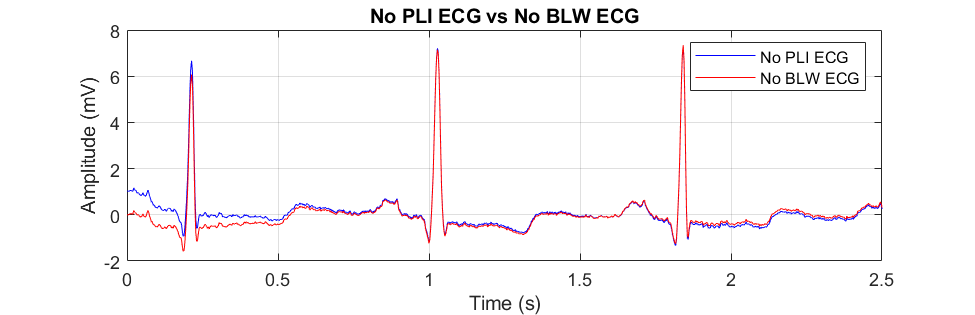 No PLI ECG vs No BLW ECG
No PLI ECG
No BLW ECG
Amplitude (mV)
8
6
4
2
0
-2
0
0.5
1
1.5
2
2.5
Time (s)